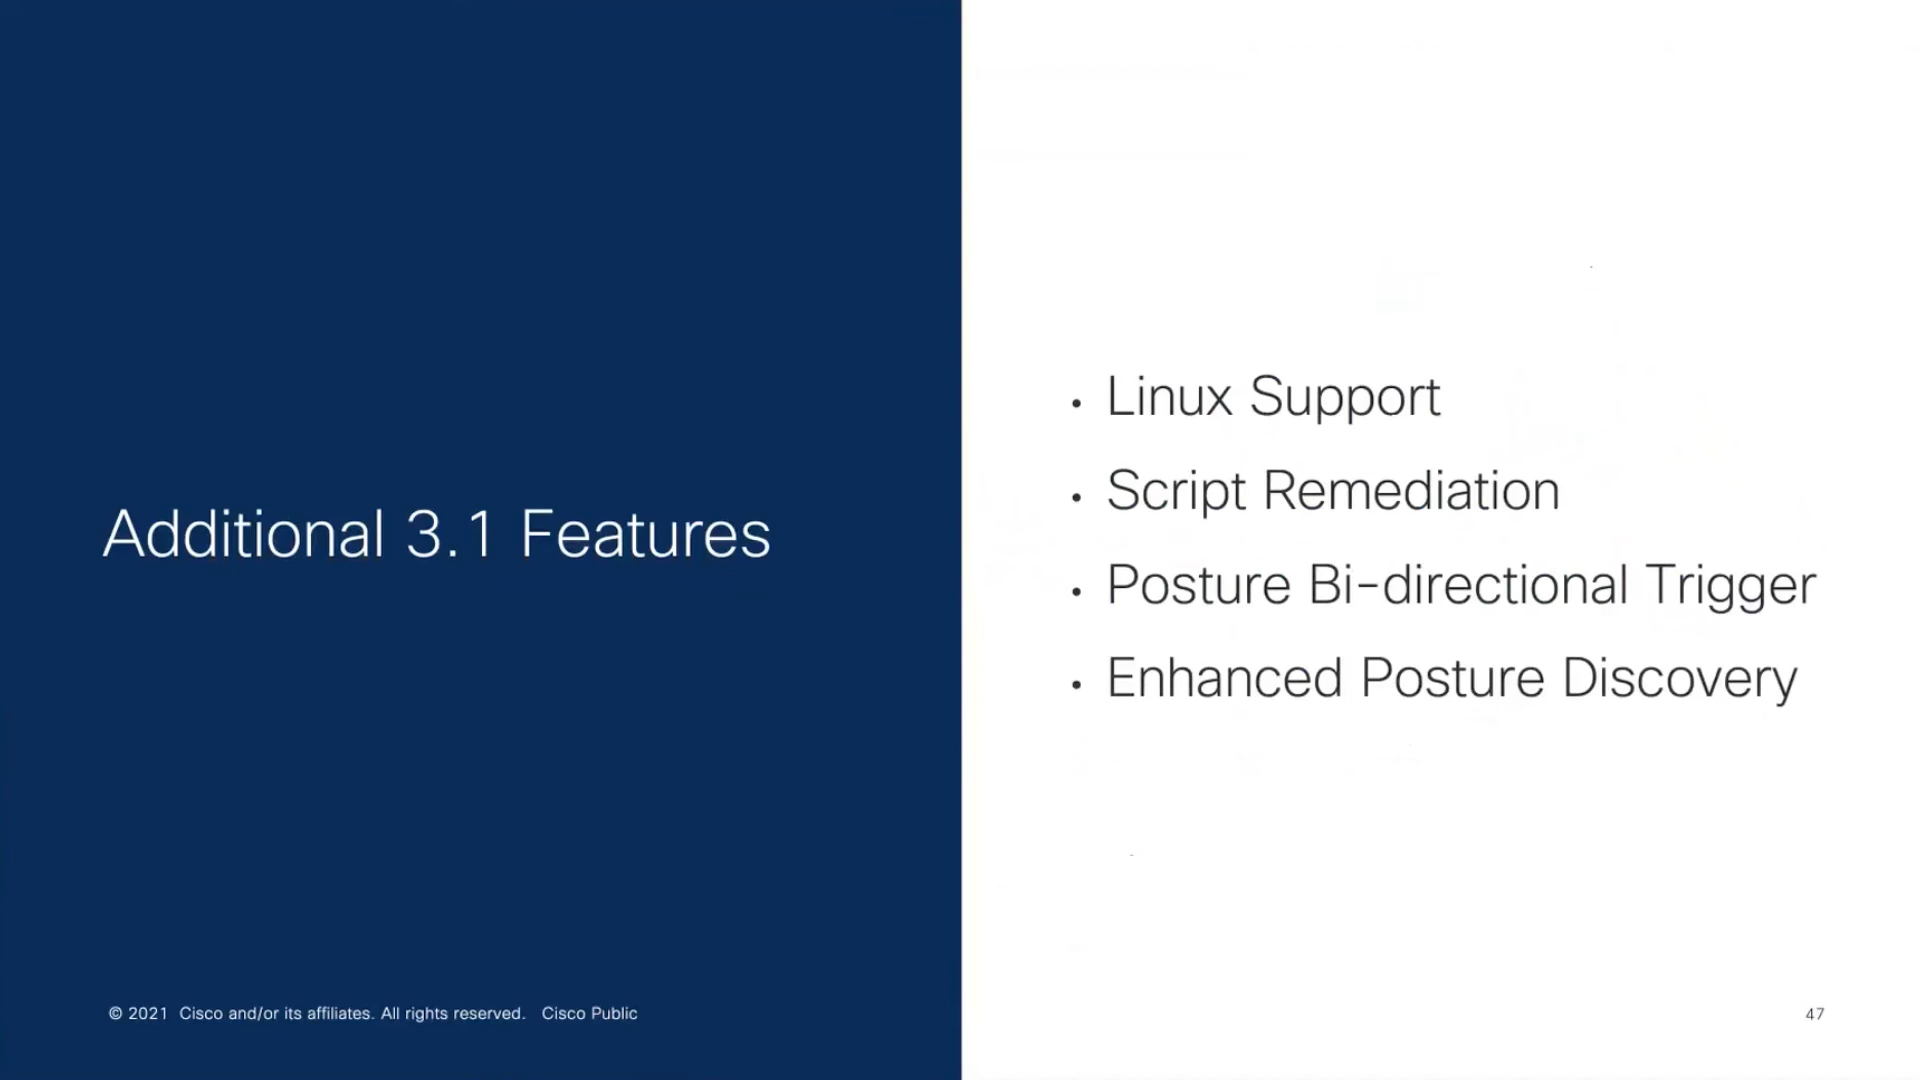 Additional 3.1 Features
• Linux Support
• Script Remediation
• Posture Bi-directional Trigger
• Enhanced Posture Discovery
© 2021 Cisco and/or its affiliates. All rights reserved. Cisco Public
47